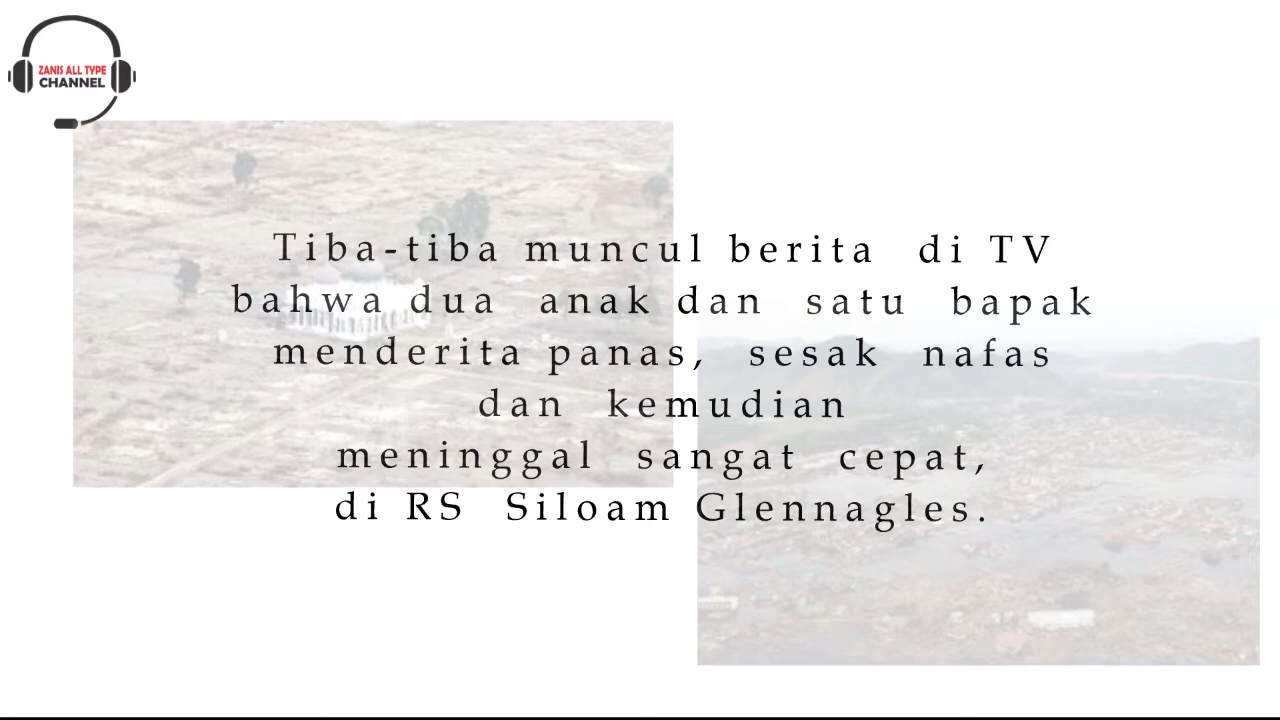 ZANIS ALL TYPE
CHANNEL
Tiba-tiba muncul berita di TV
bahwa dua anak dan satu bapak
menderita panas, sesak nafas
dan kemudian
meninggal sangat cepat,
di RS Siloam Glennagles.